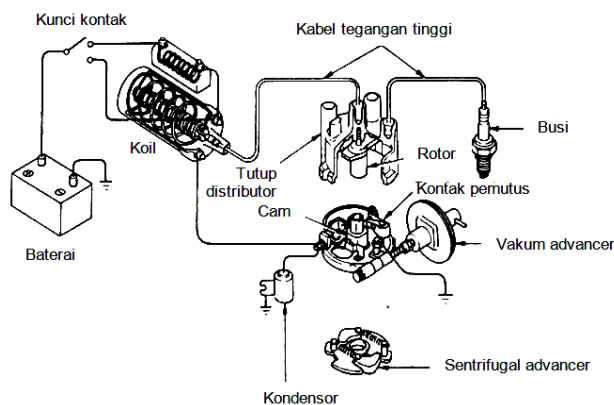 Kunci kontak
Kabel tegangan tinggi
Koil
Busi
Tutup
distributor
Rotor
Kontak pemutus
Cam
Vakum advancer
Baterai
Sentrifugal advancer
Kondensor